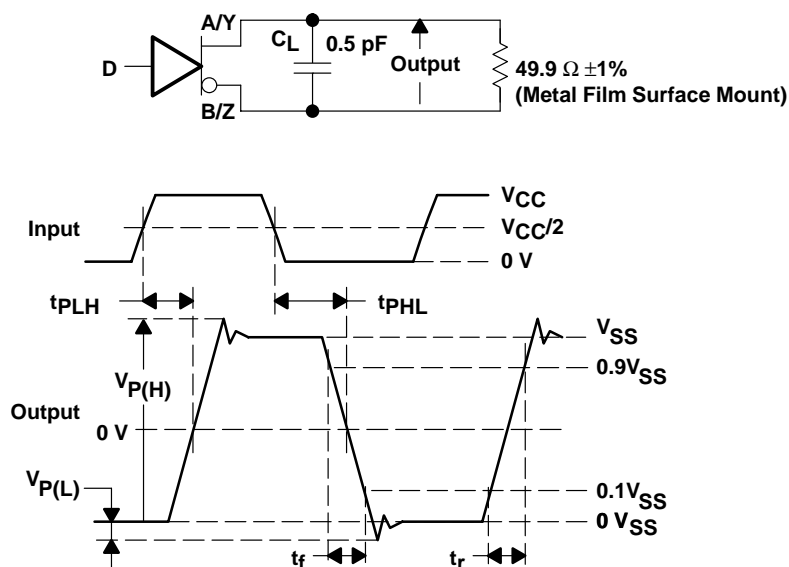 A/Y
CL 0.5 pF
Output
D
49.9 Ω ±1%
(Metal Film Surface Mount)
B/Z
VCC
Input
VCC/2
0 V
tPLH
tPHL
VSS
0.9VSS
VP(H)
Output
0 V
VP(L)
0.1VSS
0 VSS
tf
tr